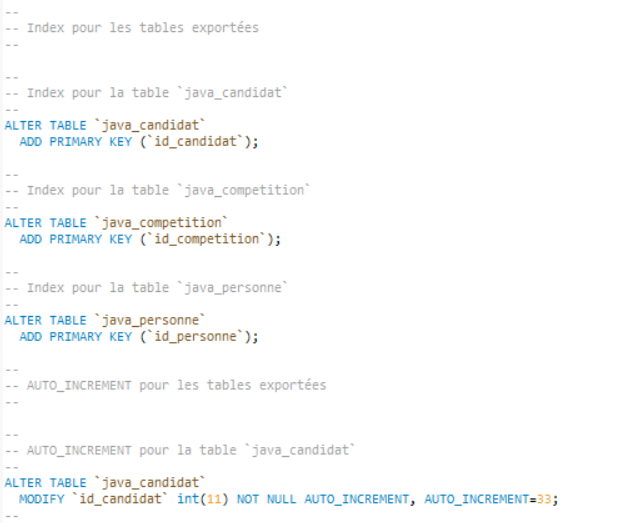 --
-- Index pour les tables exportées
--
--
-- Index pour la table `java_candidat`
--
ALTER TABLE `java_candidat`
ADD PRIMARY KEY (`id_candidat`);
--
-- Index pour la table `java_competition`
--
ALTER TABLE `java_competition`
ADD PRIMARY KEY (`id_competition`);
--
-- Index pour la table `java_personne`
--
ALTER TABLE `java_personne`
ADD PRIMARY KEY (`id_personne`);
--
-- AUTO_INCREMENT pour les tables exportées
--
--
-- AUTO_INCREMENT pour la table `java_candidat`
--
ALTER TABLE `java_candidat`
MODIFY `id_candidat` int(11) NOT NULL AUTO_INCREMENT, AUTO_INCREMENT=33;
--